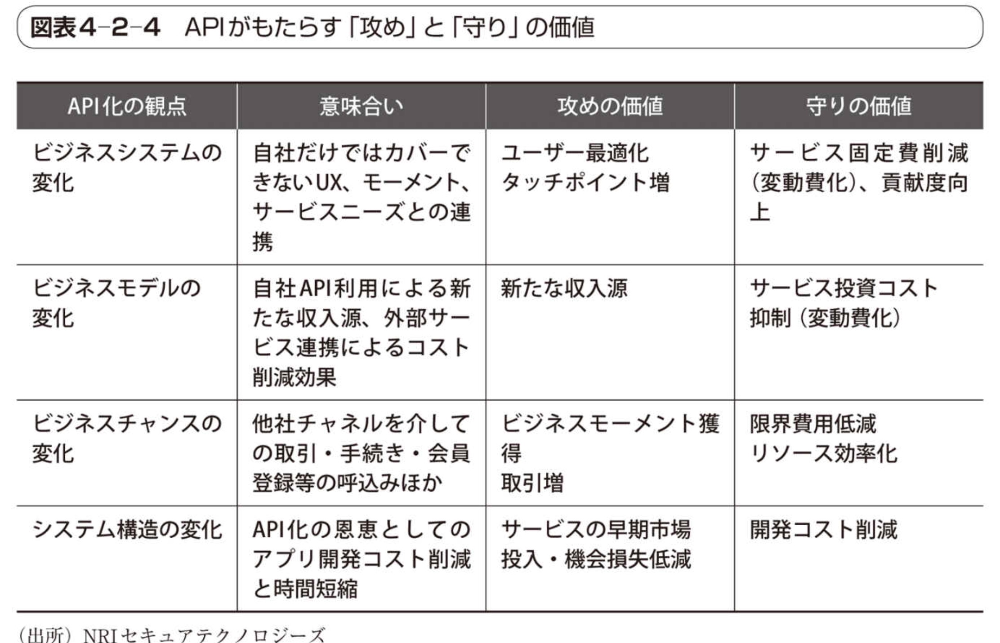 図表4-2-4 APIがもたらす「攻め」と「守り」の価値
API化の観点
意味合い
攻めの価値
守りの価値
ビジネスシステムの
変化
自社だけではカバーで
きないUX、モーメント、
サービスニーズとの連
携
ユーザー最適化
タッチポイント増
サービス固定費削減
(変動費化)、貢献度向
上
ビジネスモデルの
変化
自社API利用による新
たな収入源、外部サー
ビス連携によるコスト
削減効果
新たな収入源
サービス投資コスト
抑制(変動費化)
ビジネスチャンスの
変化
他社チャネルを介して
の取引・手続き・会員
登録等の呼込みほか
ビジネスモーメント獲
得
取引増
限界費用低減
リソース効率化
システム構造の変化
API化の恩恵としての
アプリ開発コスト削減
と時間短縮
サービスの早期市場
投入・機会損失低減
開発コスト削減
(出所)NRIセキュアテクノロジーズ